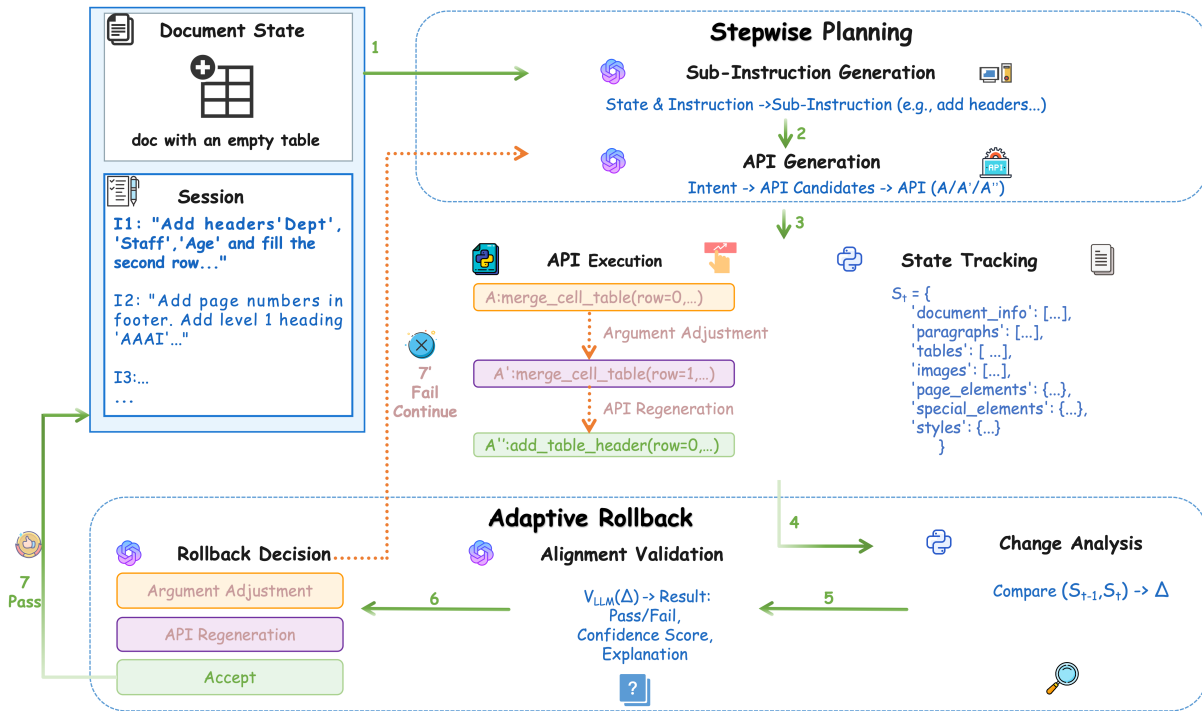 Document State
doc with an empty table
Session
I1: "Add headers'Dept',
'Staff','Age' and fill the
second row..."
I2: "Add page numbers in
footer. Add level 1 heading
'AAAI'..."
I3:...
...
1
Stepwise Planning
Sub-Instruction Generation
State & Instruction ->Sub-Instruction (e.g., add headers...)
2
API Generation
API
Intent -> API Candidates -> API (A/A'/A'')
3
API Execution
A:merge_cell_table(row=0,...)
Argument Adjustment
A':merge_cell_table(row=1,...)
API Regeneration
A'':add_table_header(row=0,...)
7'
Fail
Continue
State Tracking
Sₜ = {
'document_info': [...],
'paragraphs': [...],
'tables': [ ...],
'images': [...],
'page_elements': {...},
'special_elements': {...},
'styles': {...}
}
4
Adaptive Rollback
Change Analysis
Compare (Sₜ₋₁,Sₜ) -> Δ
5
Alignment Validation
V_LLM(Δ) -> Result:
Pass/Fail,
Confidence Score,
Explanation
?
6
Rollback Decision
Argument Adjustment
API Regeneration
Accept
7
Pass